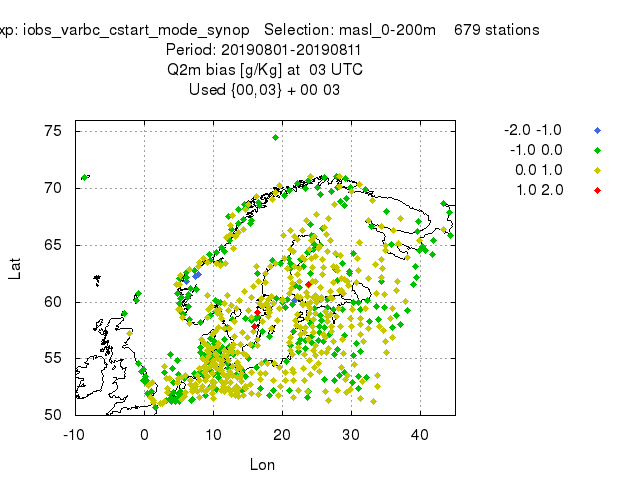 xp: iobs_varbc_cstart_mode_synop   Selection: masl_0-200m    679 stations
Period: 20190801-20190811
Q2m bias [g/Kg] at  03 UTC
Used {00,03} + 00 03
-2.0 -1.0
-1.0 0.0
0.0 1.0
1.0 2.0
75
70
65
60
55
50
Lat
-10 0 10 20 30 40
Lon